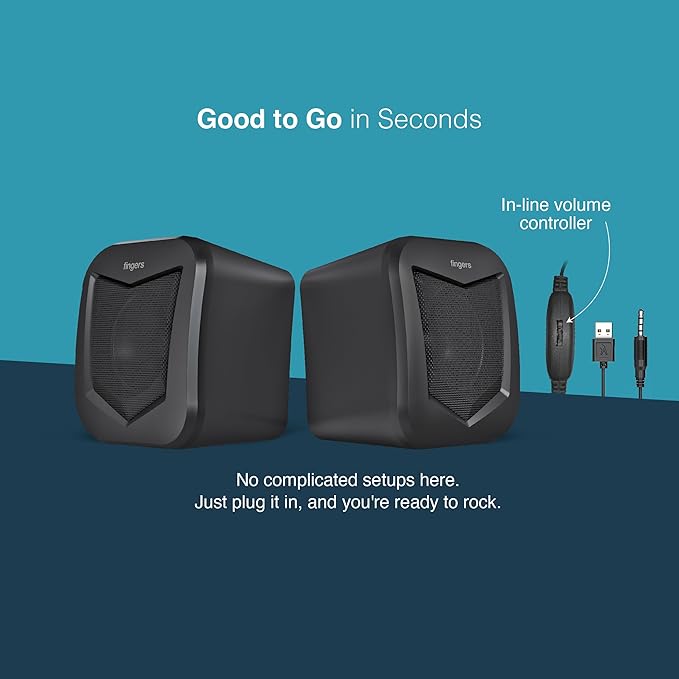 Good to Go in Seconds
In-line volume
controller
fingers
fingers
No complicated setups here.
Just plug it in, and you're ready to rock.